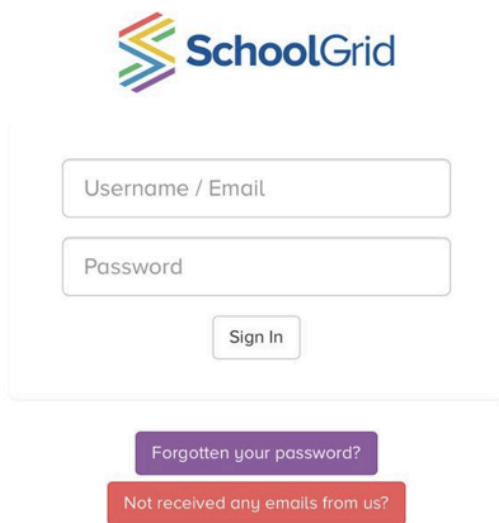 SchoolGrid
Username / Email
Password
Sign In
Forgotten your password?
Not received any emails from us?